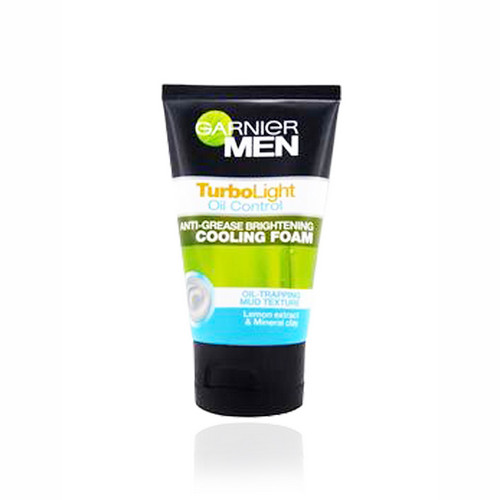 GARNIER
MEN
TurboLight
Oil Control
ANTI-GREASE BRIGHTENING
COOLING FOAM
OIL-TRAPPING
MUD TEXTURE
Lemon extract
& Mineral clay